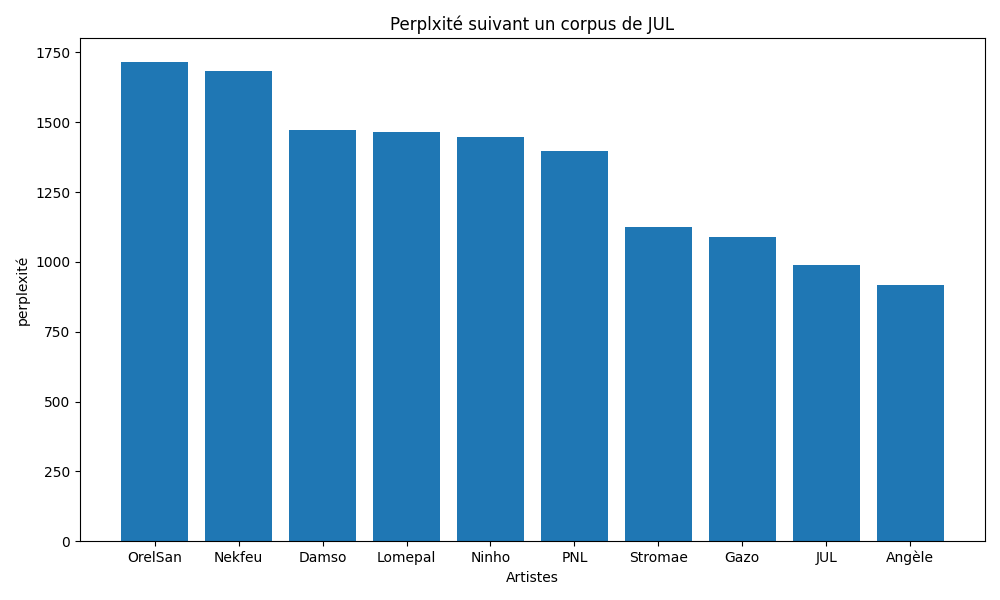 Perplxité suivant un corpus de JUL
perplexité
1750
1500
1250
1000
750
500
250
0
OrelSan Nekfeu Damso Lomepal Ninho PNL Stromae Gazo JUL Angèle
Artistes